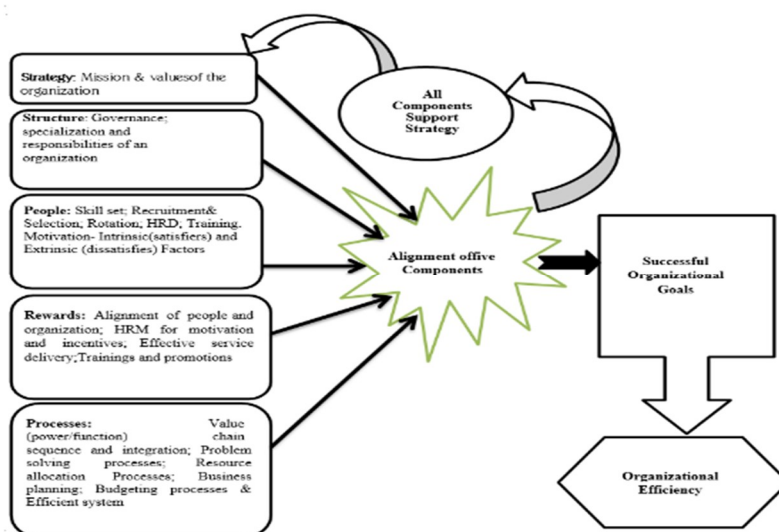 Strategy: Mission & valuesof the
organization
Structure: Governance;
specialization and
responsibilities of an
organization
People: Skill set; Recruitment&
Selection; Rotation; HRD; Training.
Motivation- Intrinsic(satisfiers) and
Extrinsic (dissatisfies) Factors
Rewards: Alignment of people and
organization; HRM for motivation
and incentives; Effective service
delivery;Trainings and promotions
Processes: Value
(power/function) chain
sequence and integration; Problem
solving processes; Resource
allocation Processes; Business
planning; Budgeting processes &
Efficient system
All
Components
Support
Strategy
Alignment offive
Components
Successful
Organizational
Goals
Organizational
Efficiency